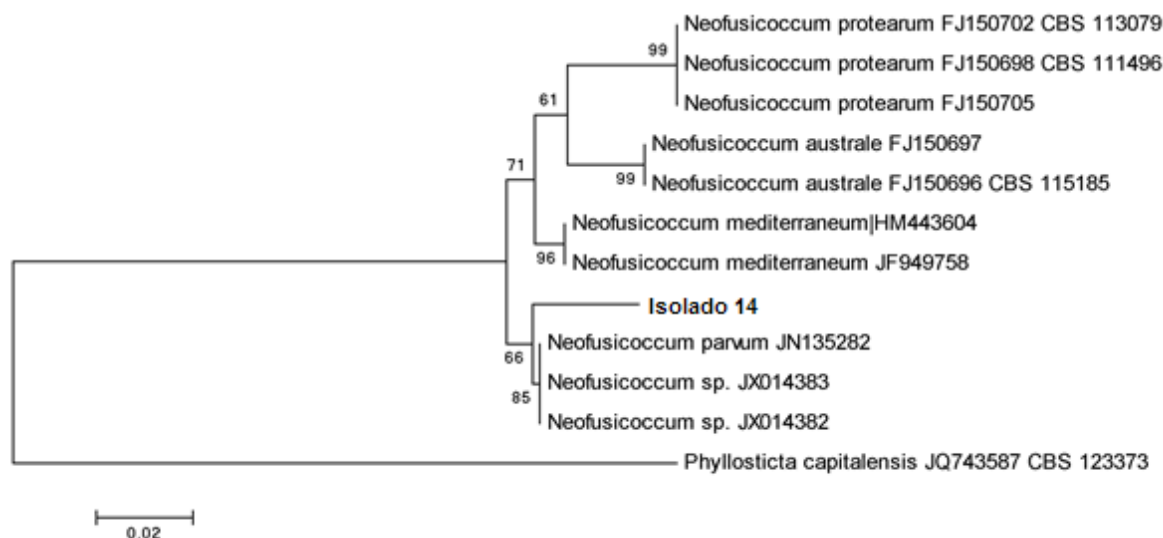 Neofusicoccum protearum FJ150702 CBS 113079
99
Neofusicoccum protearum FJ150698 CBS 111496
Neofusicoccum protearum FJ150705
61
Neofusicoccum australe FJ150697
71
99
Neofusicoccum australe FJ150696 CBS 115185
Neofusicoccum mediterraneum|HM443604
96
Neofusicoccum mediterraneum JF949758
Isolado 14
Neofusicoccum parvum JN135282
66
Neofusicoccum sp. JX014383
85
Neofusicoccum sp. JX014382
Phyllosticta capitalensis JQ743587 CBS 123373
0.02